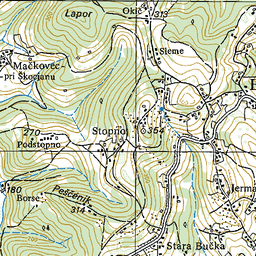 Lapor
Okič
313
Sleme
Mačkovec
pri Škocjanu
270
Stopno
354
Podstopno
180
Borse
Peščenik
314
Jerma
Stara Bučka